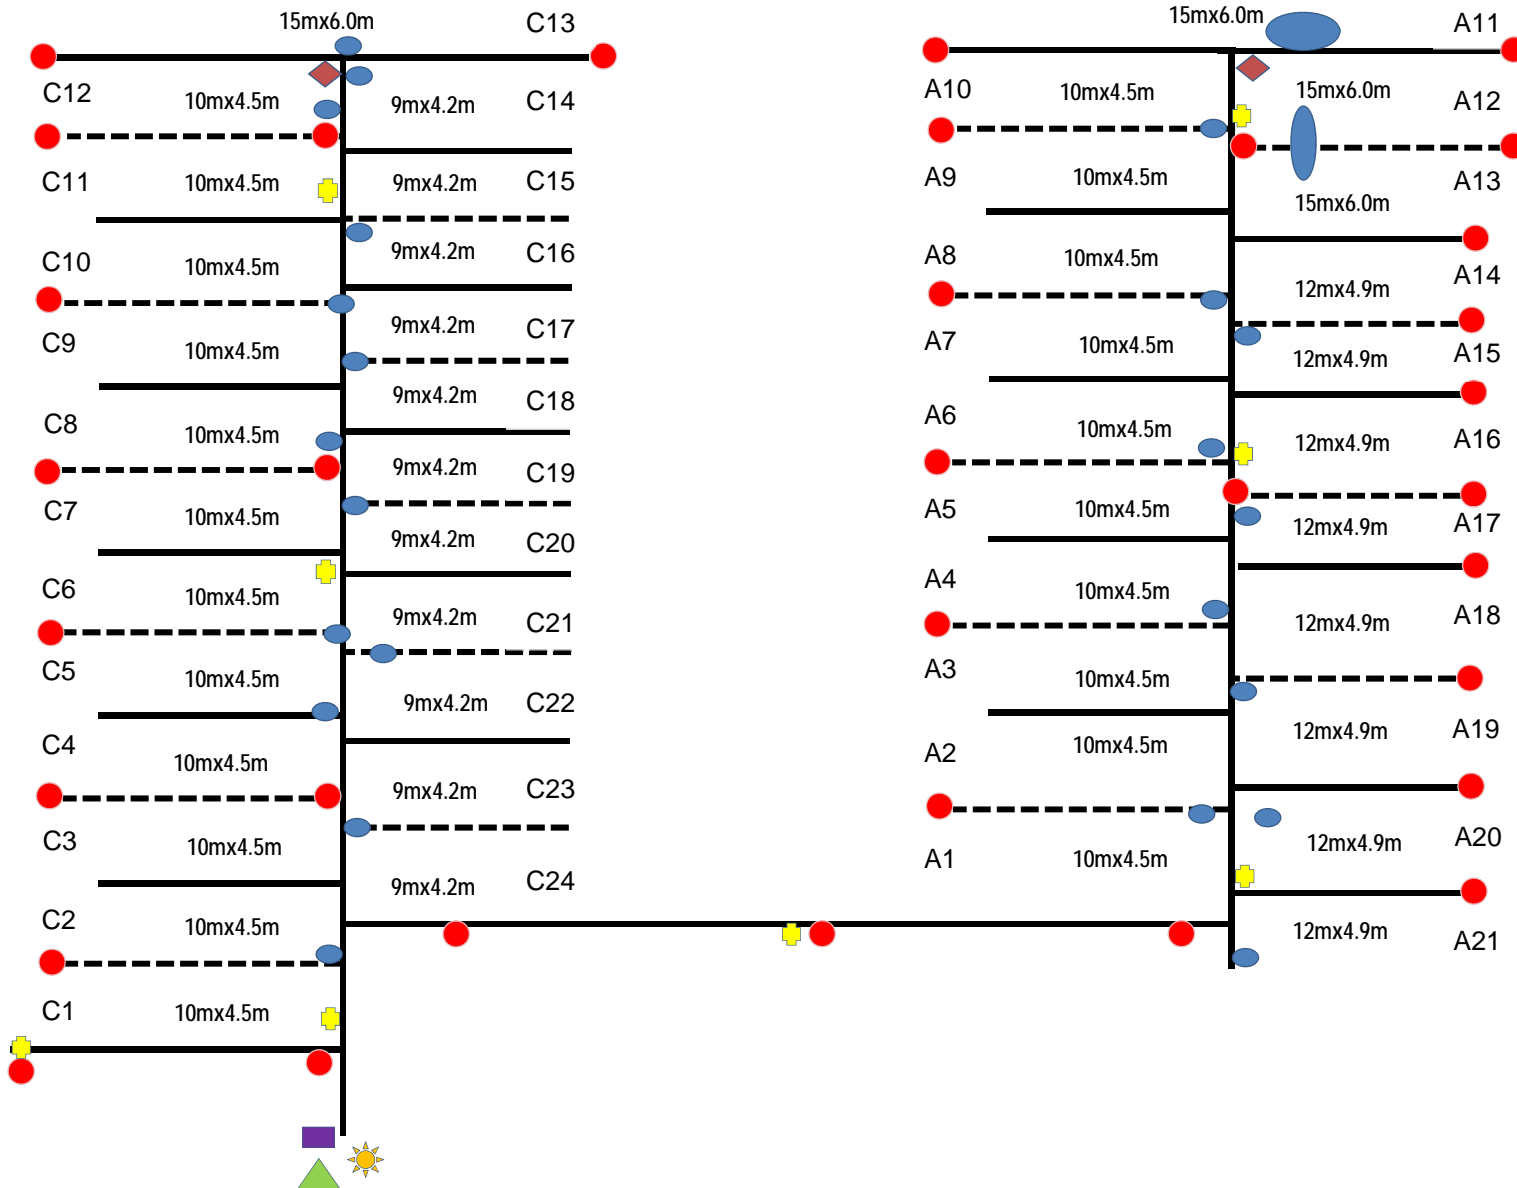 15mx6.0m
C13
C12
10mx4.5m
9mx4.2m
C14
C11
10mx4.5m
9mx4.2m
C15
C10
10mx4.5m
9mx4.2m
C16
C9
10mx4.5m
9mx4.2m
C17
C8
10mx4.5m
9mx4.2m
C18
C7
10mx4.5m
9mx4.2m
C19
C6
10mx4.5m
9mx4.2m
C20
C5
10mx4.5m
9mx4.2m
C21
C4
10mx4.5m
9mx4.2m
C22
C3
10mx4.5m
9mx4.2m
C23
C2
10mx4.5m
9mx4.2m
C24
C1
10mx4.5m
15mx6.0m
A11
A10
10mx4.5m
15mx6.0m
A12
A9
10mx4.5m
15mx6.0m
A13
A8
10mx4.5m
12mx4.9m
A14
A7
10mx4.5m
12mx4.9m
A15
A6
10mx4.5m
12mx4.9m
A16
A5
10mx4.5m
12mx4.9m
A17
A4
10mx4.5m
12mx4.9m
A18
A3
10mx4.5m
12mx4.9m
A19
A2
10mx4.5m
12mx4.9m
A20
A1
10mx4.5m
12mx4.9m
A21